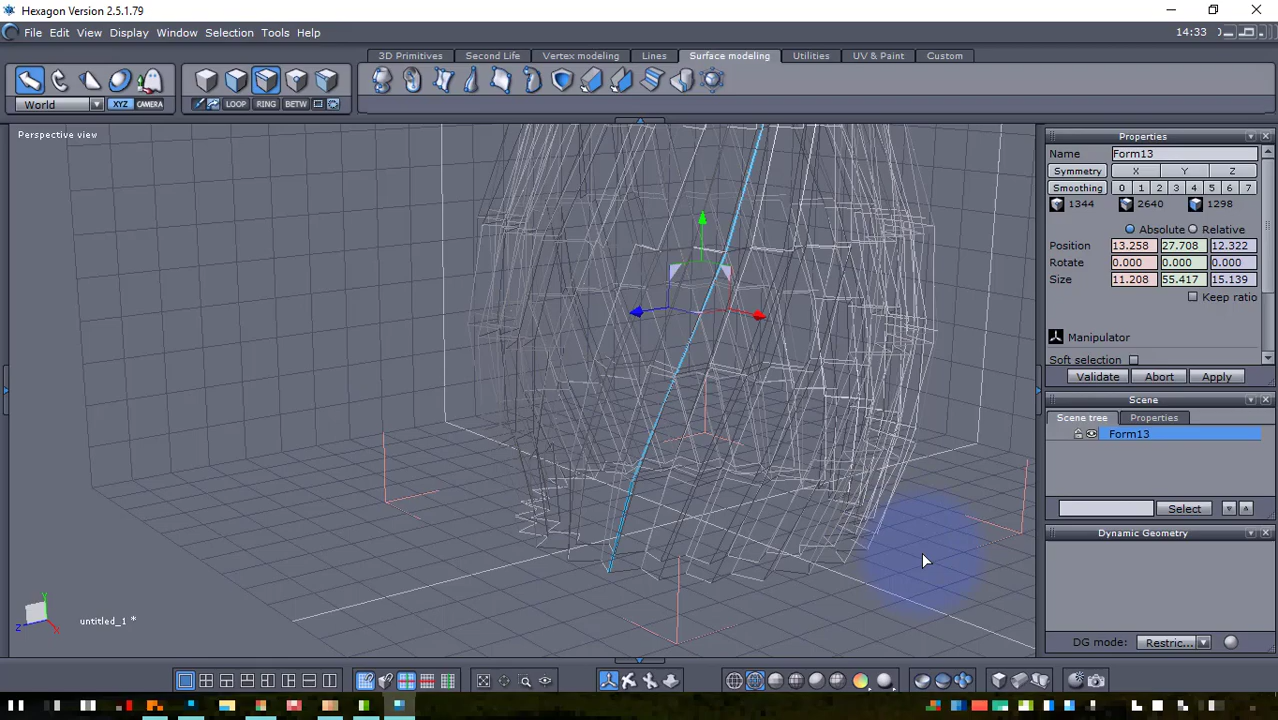 Hexagon Version 2.5.1.79
File Edit View Display Window Selection Tools Help
14:33
3D Primitives Second Life Vertex modeling Lines Surface modeling Utilities UV & Paint Custom
World XYZ CAMERA LOOP RING BETW
Perspective view
Properties
Name Form13
Symmetry X Y Z
Smoothing 0 1 2 3 4 5 6 7
1344 2640 1298
Absolute Relative
Position 13.258 27.708 12.322
Rotate 0.000 0.000 0.000
Size 11.208 55.417 15.139
Keep ratio
Manipulator
Soft selection
Validate Abort Apply
Scene
Scene tree Properties
Form13
Select
Dynamic Geometry
DG mode: Restric...
Y
Z X
untitled_1 *